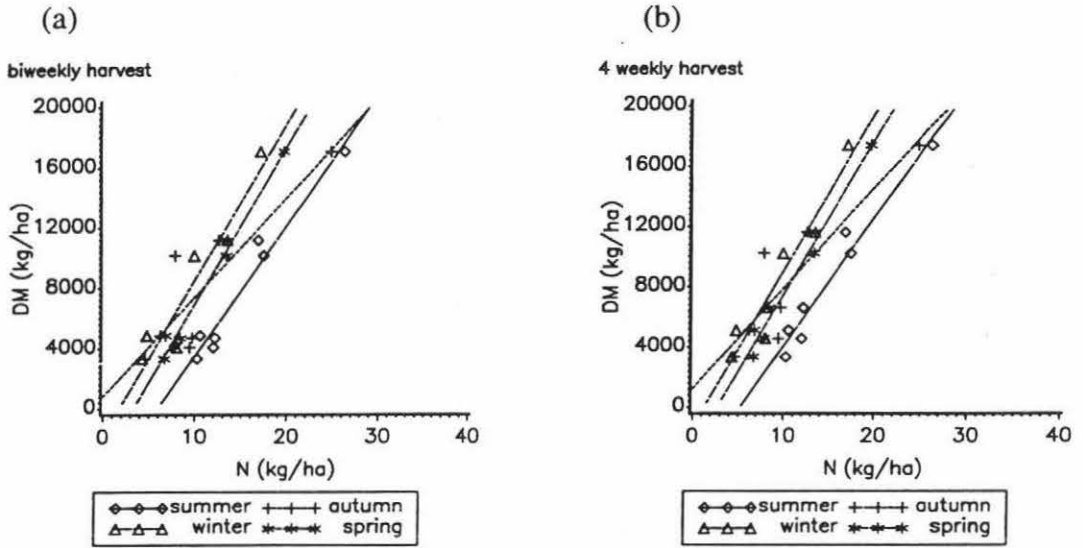 (a)
biweekly harvest
20000
16000
12000
8000
4000
0
DM (kg/ha)
0 10 20 30 40
N (kg/ha)
summer autumn
winter spring
(b)
4 weekly harvest
20000
16000
12000
8000
4000
0
DM (kg/ha)
0 10 20 30 40
N (kg/ha)
summer autumn
winter spring